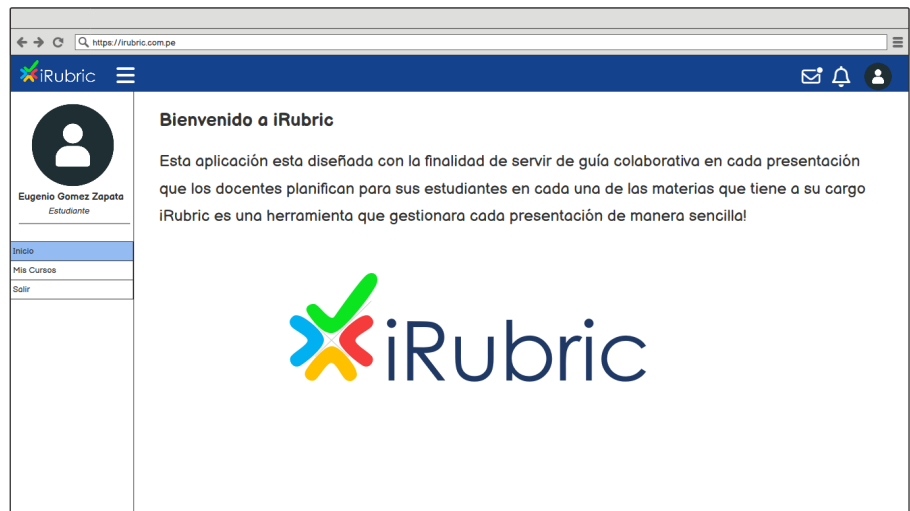 https://irubric.com.pe
iRubric
Eugenio Gomez Zapata
Estudiante
Inicio
Mis Cursos
Salir
Bienvenido a iRubric
Esta aplicación esta diseñada con la finalidad de servir de guía colaborativa en cada presentación
que los docentes planifican para sus estudiantes en cada una de las materias que tiene a su cargo
iRubric es una herramienta que gestionara cada presentación de manera sencilla!
iRubric